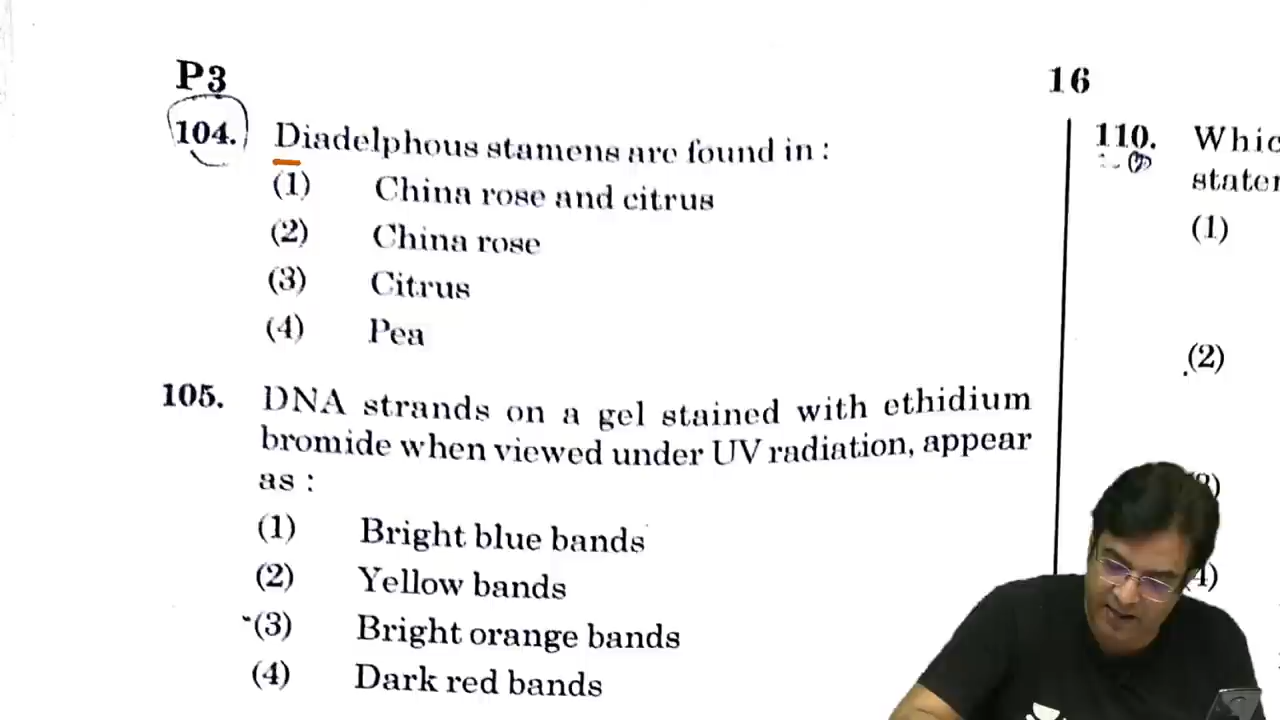 P3
16
104. Diadelphous stamens are found in :
(1) China rose and citrus
(2) China rose
(3) Citrus
(4) Pea
105. DNA strands on a gel stained with ethidium
bromide when viewed under UV radiation, appear
as :
(1) Bright blue bands
(2) Yellow bands
(3) Bright orange bands
(4) Dark red bands
110. Whic
stater
(1)
(2)